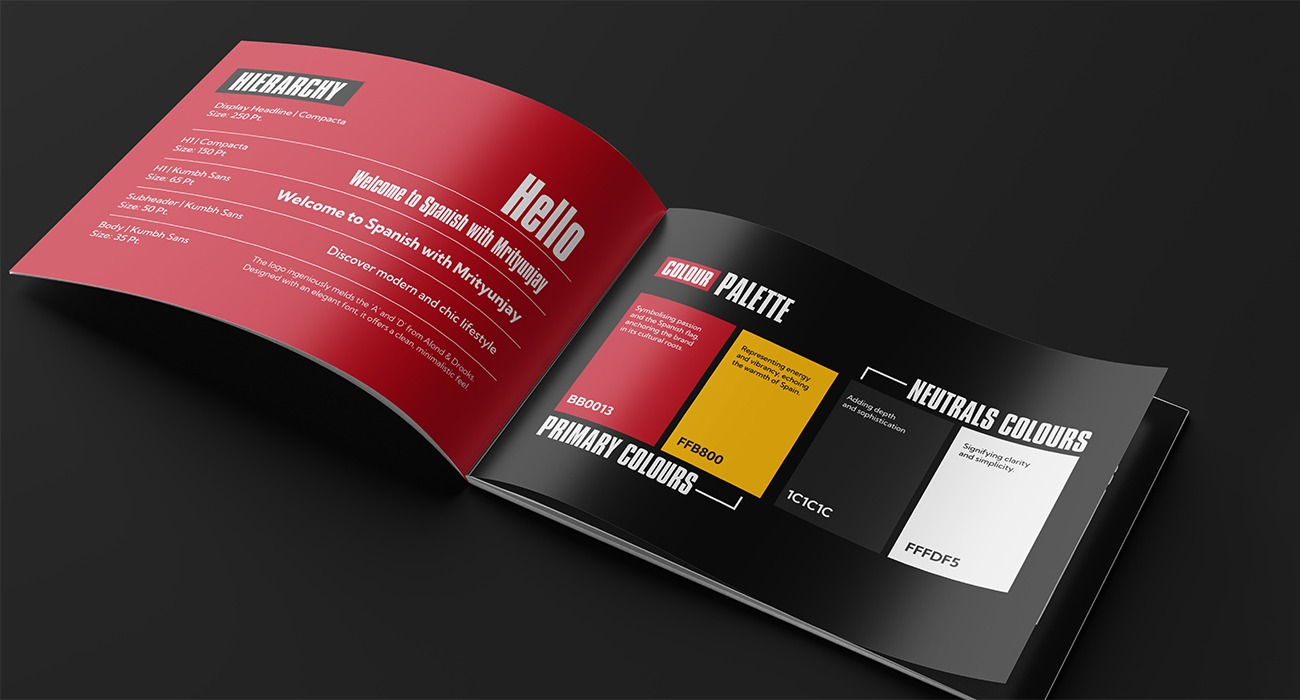 HIERARCHY
Display Headline | Compacta
Size: 250 Pt.
Hello
H1 | Compacta
Size: 150 Pt
Welcome to Spanish with Mrityunjay
H1 | Kumbh Sans
Size: 65 Pt
Welcome to Spanish with Mrityunjay
Subheader | Kumbh Sans
Size: 50 Pt.
Discover modern and chic lifestyle
Body | Kumbh Sans
Size: 35 Pt.
The logo ingeniously melds the 'A' and 'D' from Alond & Drooks.
Designed with an elegant font, it offers a clean, minimalistic feel.
COLOUR PALETTE
Symbolising passion
and the Spanish flag,
anchoring the brand
in its cultural roots.
BB0013
Representing energy
and vibrancy, echoing
the warmth of Spain.
FFB800
PRIMARY COLOURS
NEUTRALS COLOURS
Adding depth
and sophistication
1C1C1C
Signifying clarity
and simplicity.
FFFDF5